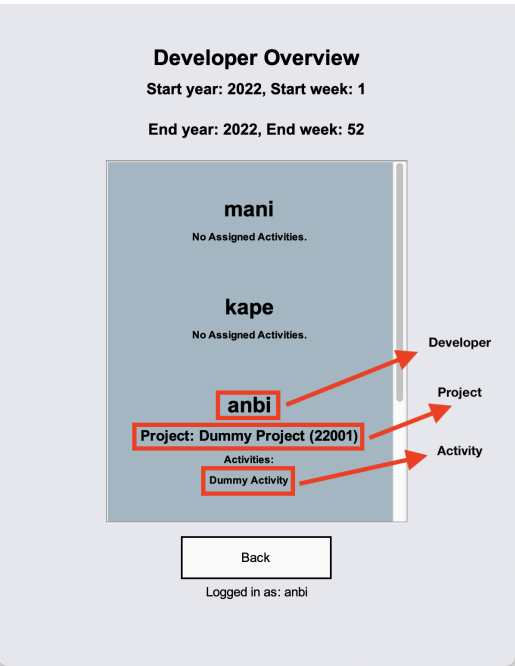 Developer Overview
Start year: 2022, Start week: 1
End year: 2022, End week: 52
mani
No Assigned Activities.
kape
No Assigned Activities.
Developer
anbi
Project
Project: Dummy Project (22001)
Activity
Activities:
Dummy Activity
Back
Logged in as: anbi